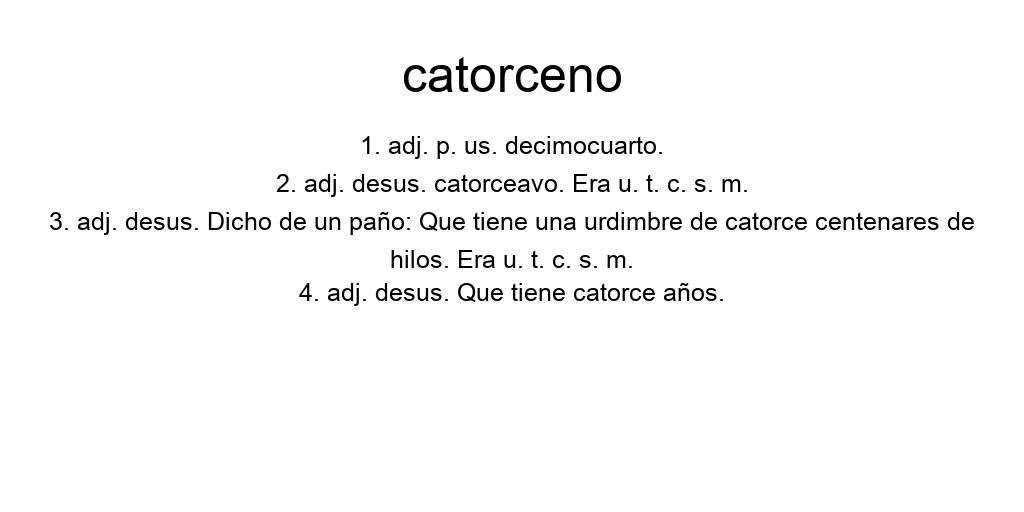 catorceno
1. adj. p. us. decimocuarto.
2. adj. desus. catorceavo. Era u. t. c. s. m.
3. adj. desus. Dicho de un paño: Que tiene una urdimbre de catorce centenares de
hilos. Era u. t. c. s. m.
4. adj. desus. Que tiene catorce años.